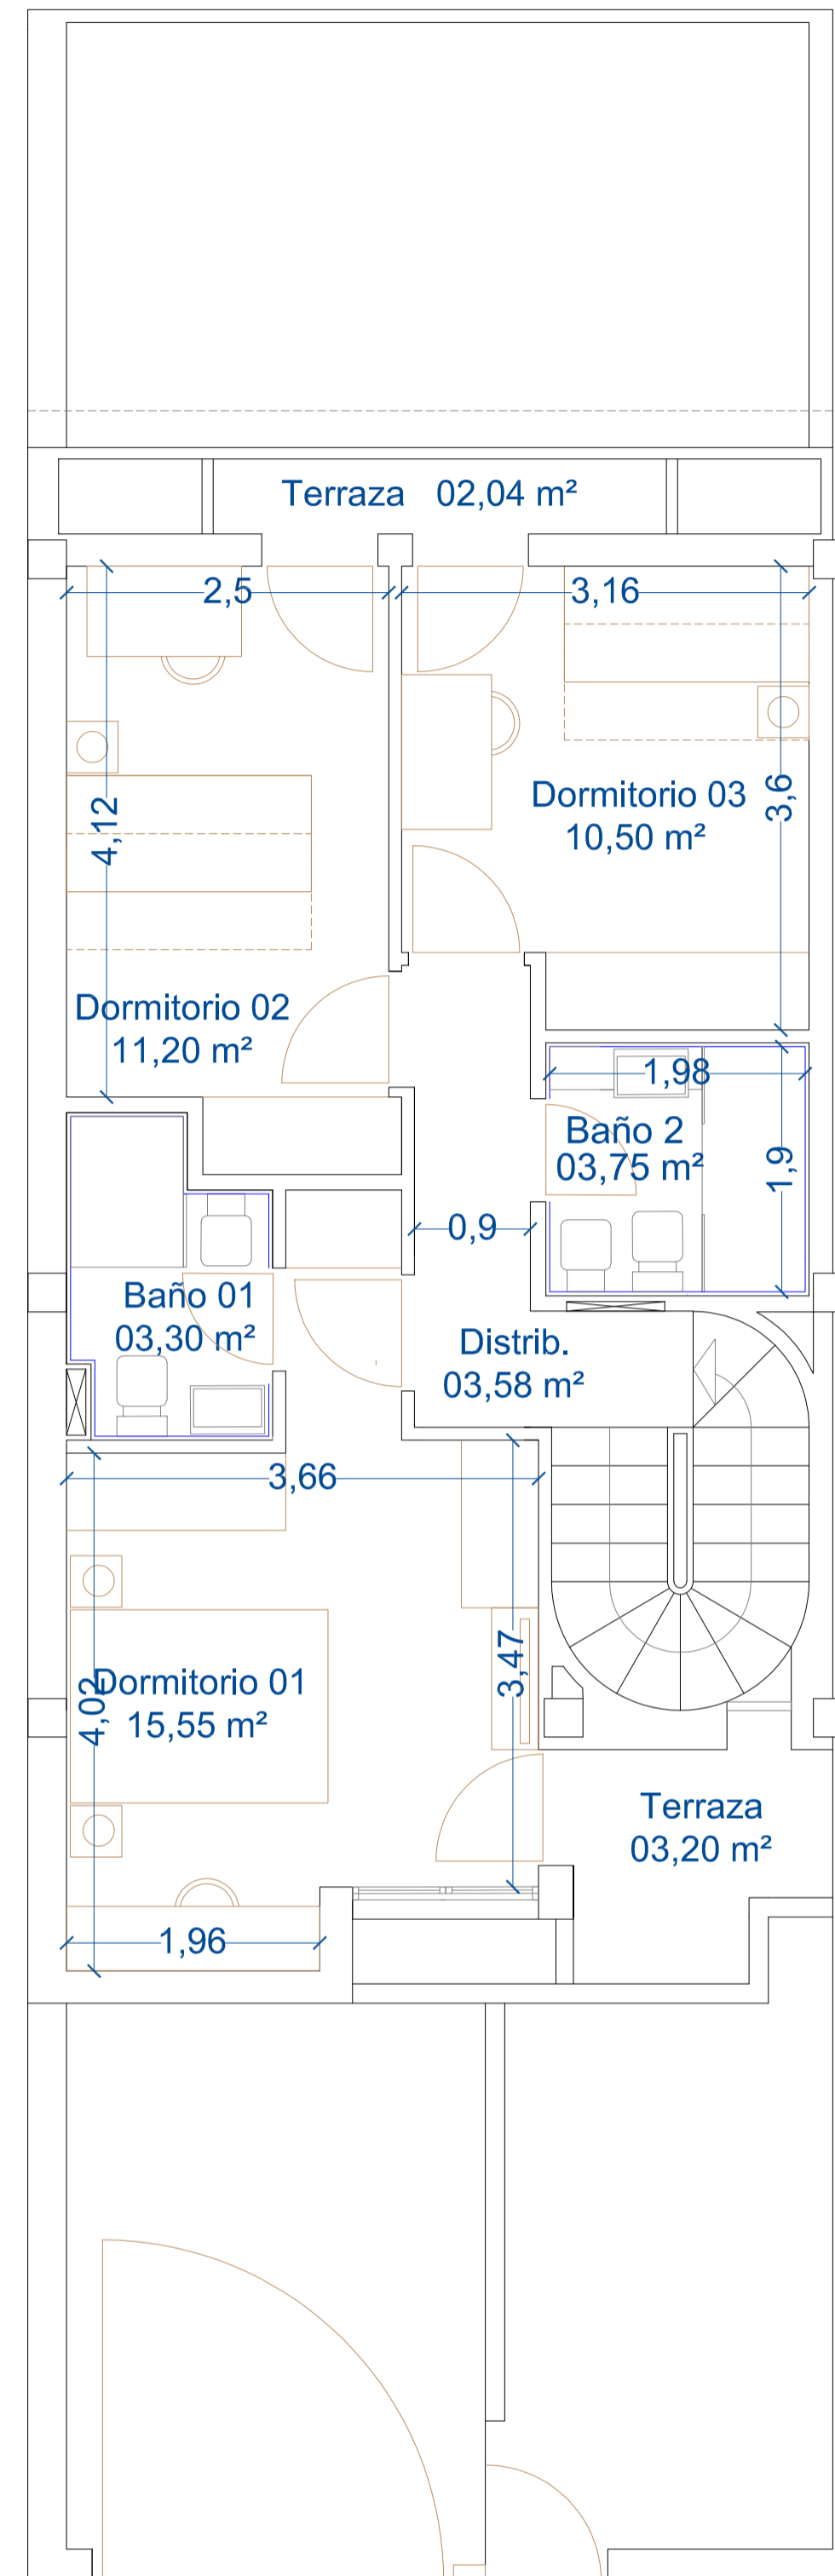 Terraza 02,04 m²
2,5
3,16
4,12
3,6
Dormitorio 03
10,50 m²
Dormitorio 02
11,20 m²
1,98
Baño 2
03,75 m²
1,9
0,9
Baño 01
03,30 m²
Distrib.
03,58 m²
3,66
3,47
4,02
Dormitorio 01
15,55 m²
Terraza
03,20 m²
1,96